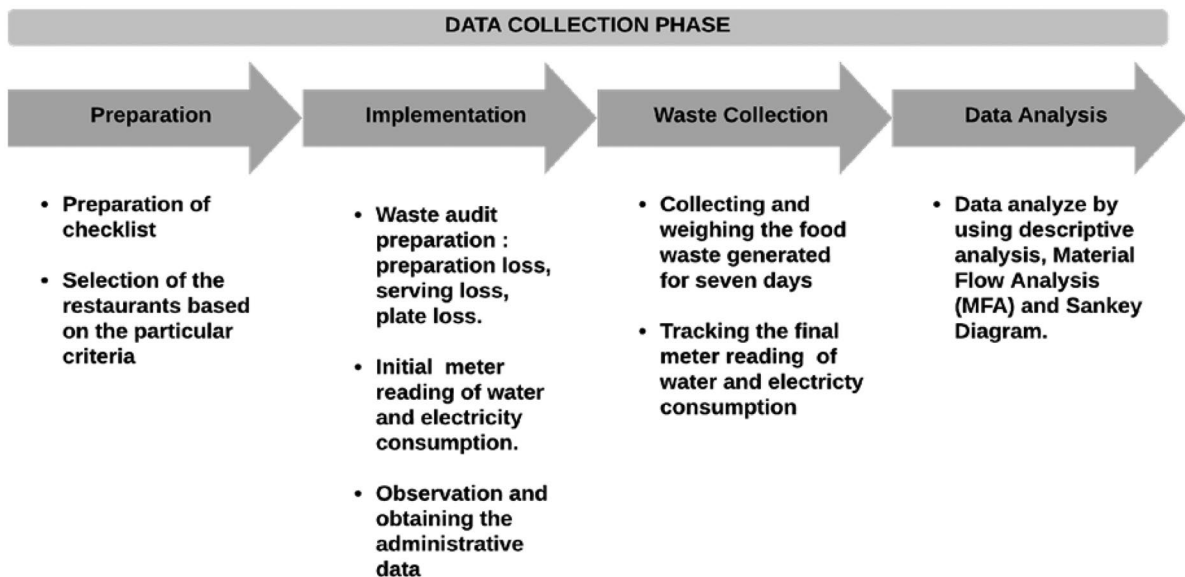 DATA COLLECTION PHASE
Preparation
Implementation
Waste Collection
Data Analysis
• Preparation of
checklist
• Selection of the
restaurants based
on the particular
criteria
• Waste audit
preparation :
preparation loss,
serving loss,
plate loss.
• Initial meter
reading of water
and electricity
consumption.
• Observation and
obtaining the
administrative
data
• Collecting and
weighing the food
waste generated
for seven days
• Tracking the final
meter reading of
water and electricty
consumption
• Data analyze by
using descriptive
analysis, Material
Flow Analysis
(MFA) and Sankey
Diagram.